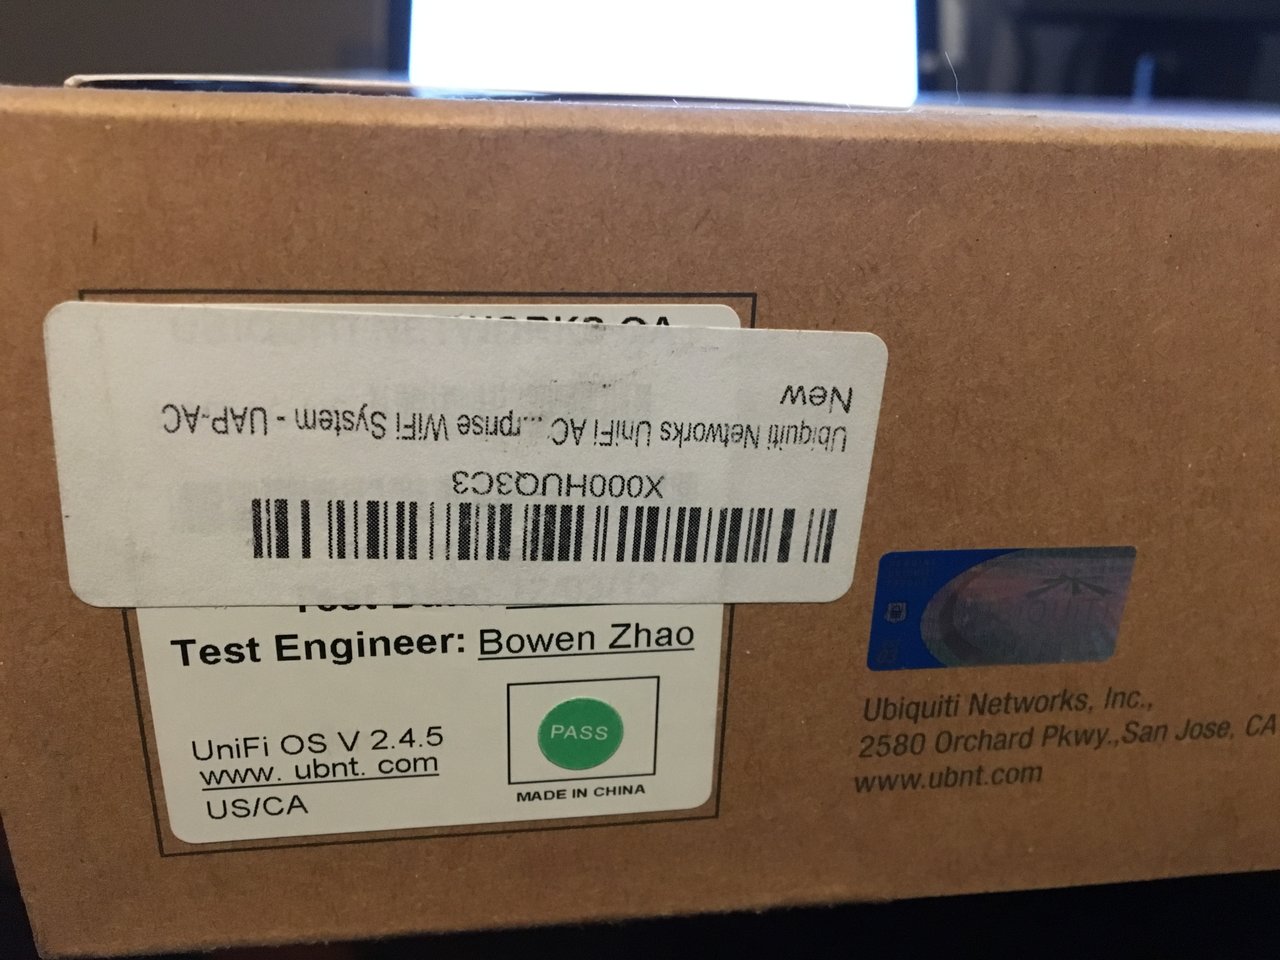 New
Ubiquiti Networks UniFi AC ...rprise WiFi System - UAP-AC
X000HUQ3C3
Test Engineer: Bowen Zhao
UniFi OS V 2.4.5
www. ubnt. com
US/CA
PASS
MADE IN CHINA
Ubiquiti Networks, Inc.,
2580 Orchard Pkwy.,San Jose, CA
www.ubnt.com